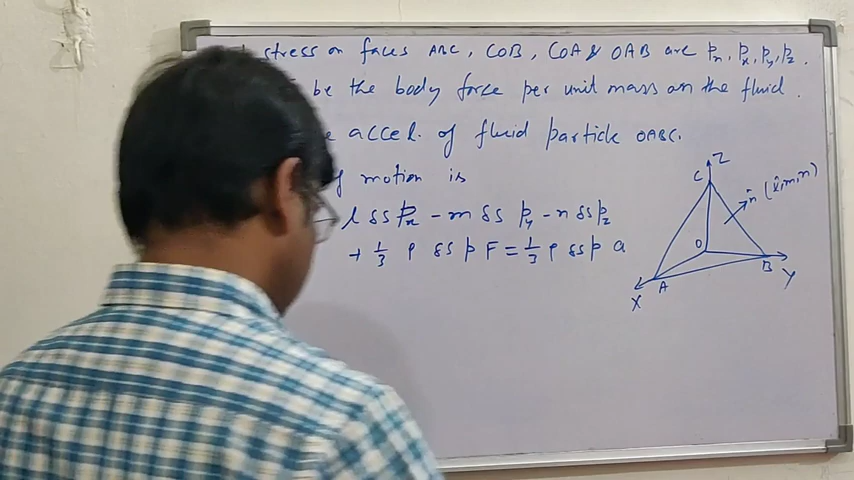 stress on faces ABC, COB, COA & OAB are pn, px, py, pz.
be the body force per unit mass on the fluid.
accel. of fluid particle OABC.
motion is
l δS px - m δS py - n δS pz
+ 1/3 ρ δS p F = 1/3 ρ δS p a
Z
C
n̂ (l,m,n)
O
B
A
Y
X